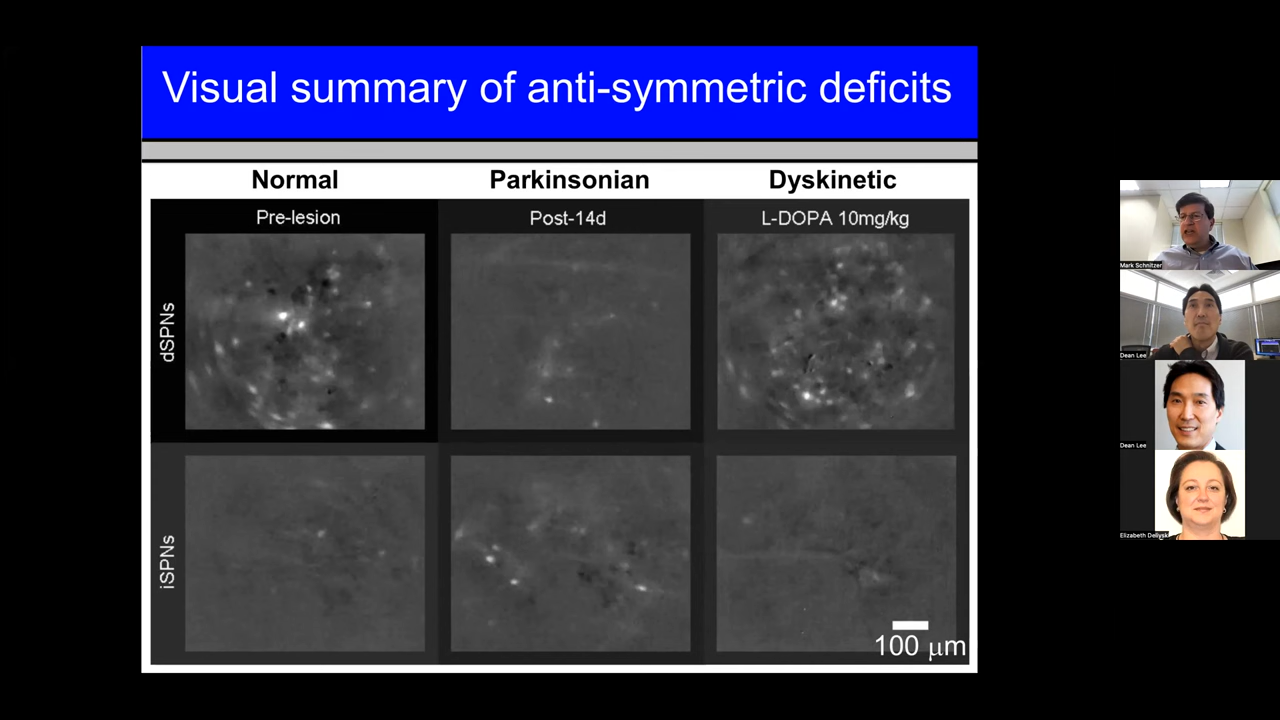 Visual summary of anti-symmetric deficits
Normal
Parkinsonian
Dyskinetic
Pre-lesion
Post-14d
L-DOPA 10mg/kg
dSPNs
iSPNs
100 μm
Mark Schnitzer
Dean Lee
Dean Lee
Elizabeth